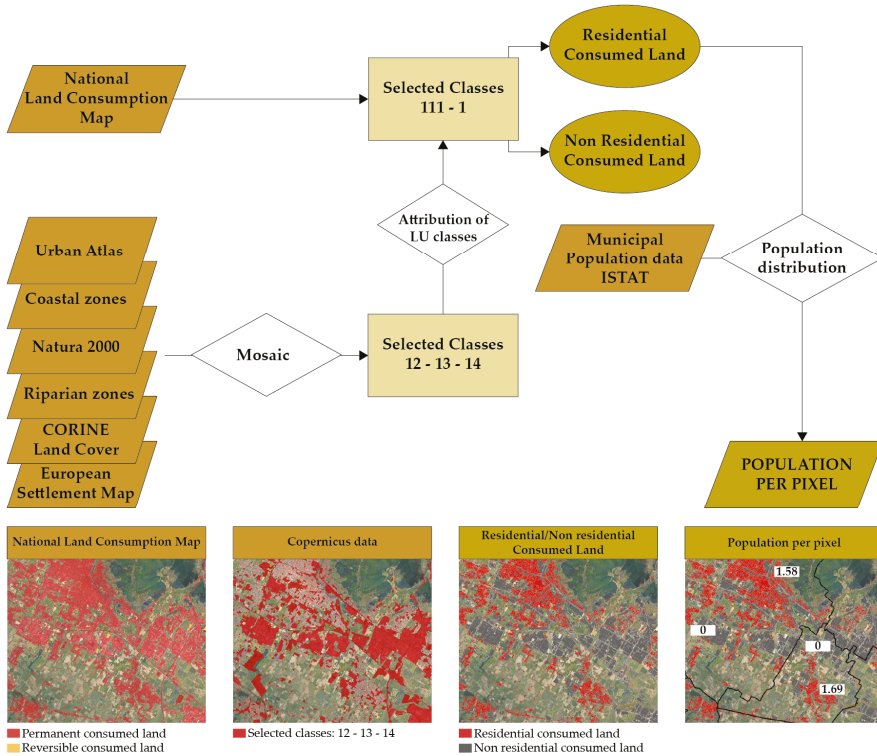 Residential
Consumed Land
National
Land Consumption
Map
Selected Classes
111 - 1
Non Residential
Consumed Land
Attribution of
LU classes
Urban Atlas
Municipal
Population data
ISTAT
Population
distribution
Coastal zones
Natura 2000
Mosaic
Selected Classes
12 - 13 - 14
Riparian zones
CORINE
Land Cover
European
Settlement Map
POPULATION
PER PIXEL
National Land Consumption Map
Copernicus data
Residential/Non residential
Consumed Land
Population per pixel
1.58
0
0
1.69
Permanent consumed land
Reversible consumed land
Selected classes: 12 - 13 - 14
Residential consumed land
Non residential consumed land